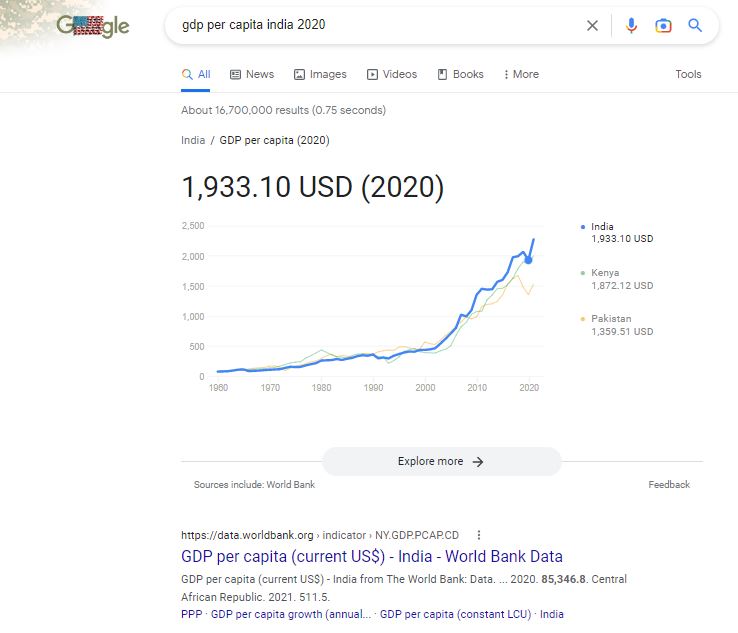 Google
gdp per capita india 2020
All News Images Videos Books More Tools
About 16,700,000 results (0.75 seconds)
India / GDP per capita (2020)
1,933.10 USD (2020)
2,500
2,000
1,500
1,000
500
0
1960 1970 1980 1990 2000 2010 2020
India
1,933.10 USD
Kenya
1,872.12 USD
Pakistan
1,359.51 USD
Explore more →
Sources include: World Bank Feedback
https://data.worldbank.org › indicator › NY.GDP.PCAP.CD
GDP per capita (current US$) - India - World Bank Data
GDP per capita (current US$) - India from The World Bank: Data. ... 2020. 85,346.8. Central
African Republic. 2021. 511.5.
PPP · GDP per capita growth (annual... · GDP per capita (constant LCU) · India